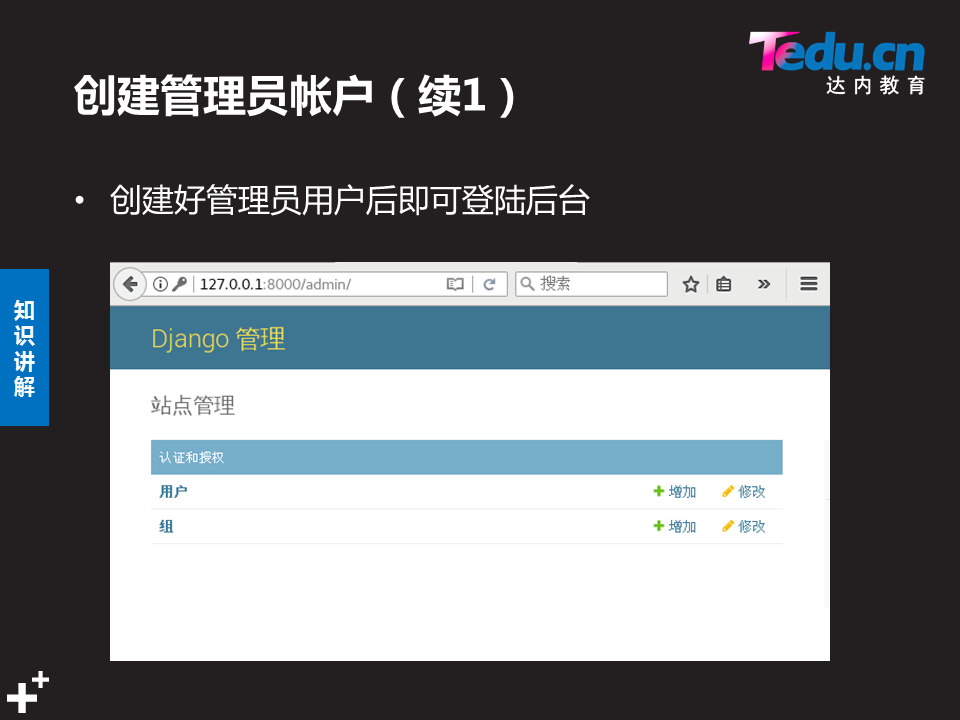 Tedu.cn
达内教育
创建管理员帐户（续1）
• 创建好管理员用户后即可登陆后台
知识讲解
127.0.0.1:8000/admin/
搜索
Django 管理
站点管理
认证和授权
用户 增加 修改
组 增加 修改